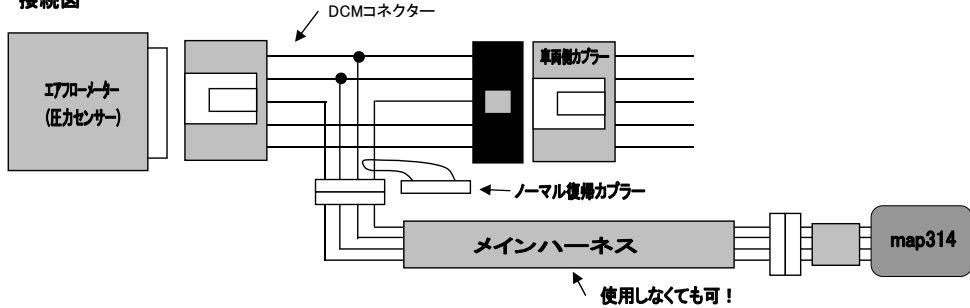 接続図
DCMコネクター
エアフローメーター
(圧力センサー)
車両側カプラー
ノーマル復帰カプラー
メインハーネス
map314
使用しなくても可！